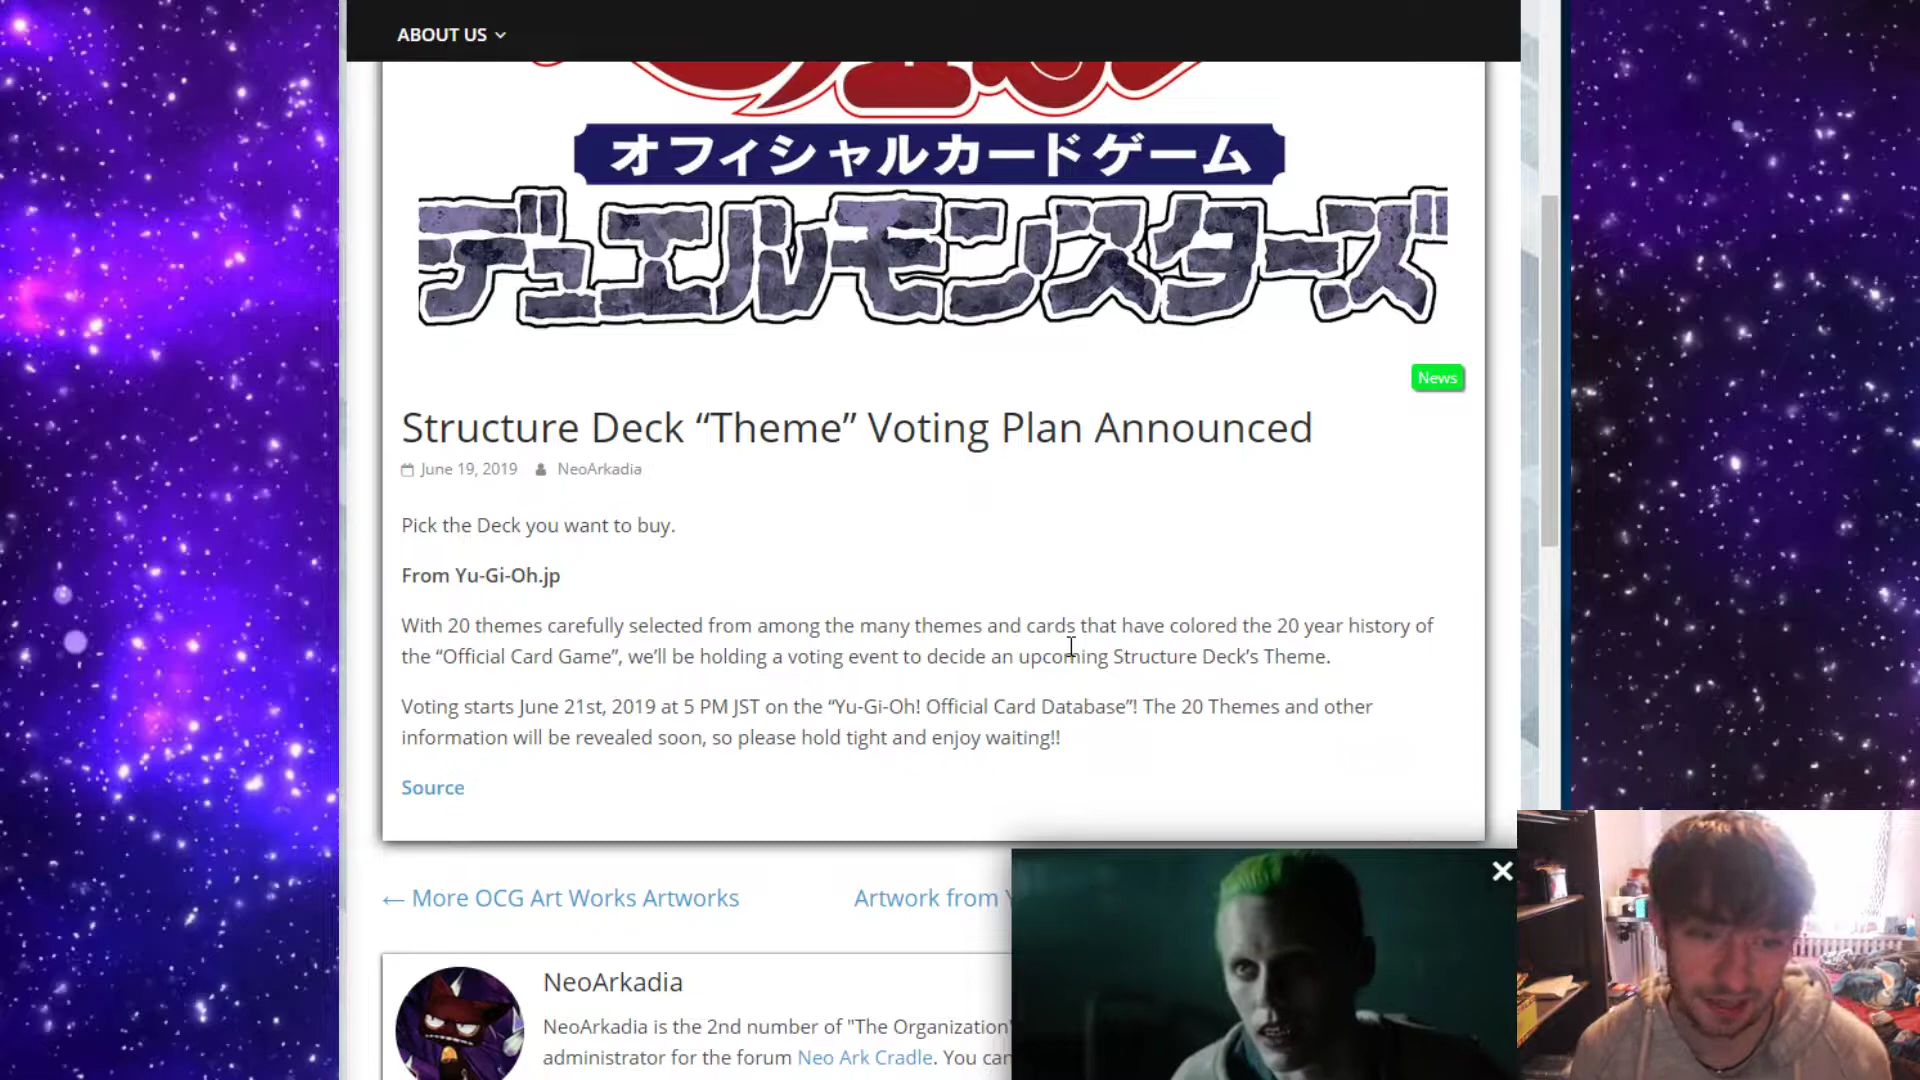 ABOUT US
オフィシャルカードゲーム
デュエルモンスターズ
News
Structure Deck “Theme” Voting Plan Announced
June 19, 2019 NeoArkadia
Pick the Deck you want to buy.
From Yu-Gi-Oh.jp
With 20 themes carefully selected from among the many themes and cards that have colored the 20 year history of
the “Official Card Game”, we’ll be holding a voting event to decide an upcoming Structure Deck’s Theme.
Voting starts June 21st, 2019 at 5 PM JST on the “Yu-Gi-Oh! Official Card Database”! The 20 Themes and other
information will be revealed soon, so please hold tight and enjoy waiting!!
Source
← More OCG Art Works Artworks Artwork from
NeoArkadia
NeoArkadia is the 2nd number of "The Organization"
administrator for the forum Neo Ark Cradle. You can